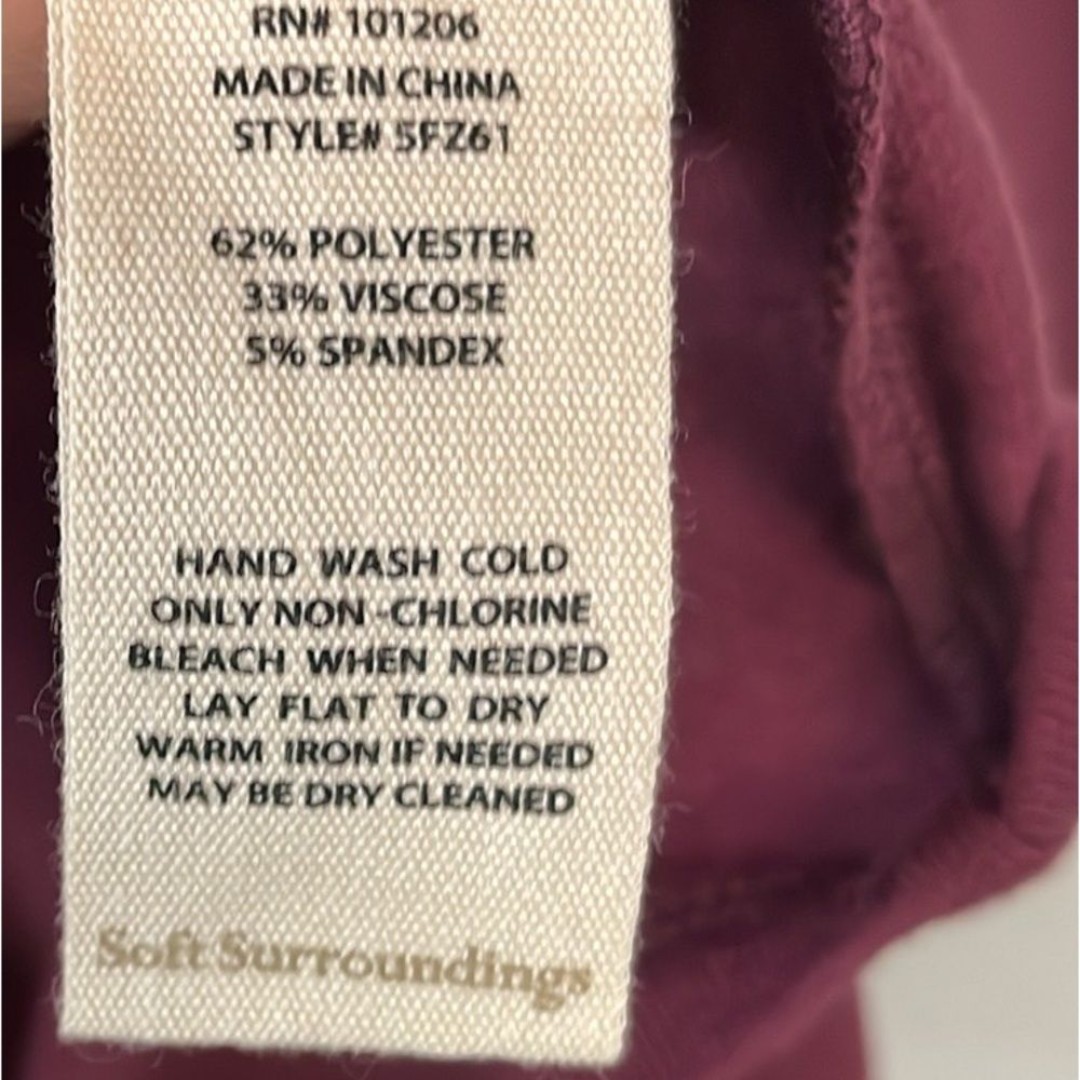 RN# 101206
MADE IN CHINA
STYLE# 5FZ61
62% POLYESTER
33% VISCOSE
5% SPANDEX
HAND WASH COLD
ONLY NON-CHLORINE
BLEACH WHEN NEEDED
LAY FLAT TO DRY
WARM IRON IF NEEDED
MAY BE DRY CLEANED
Soft Surroundings